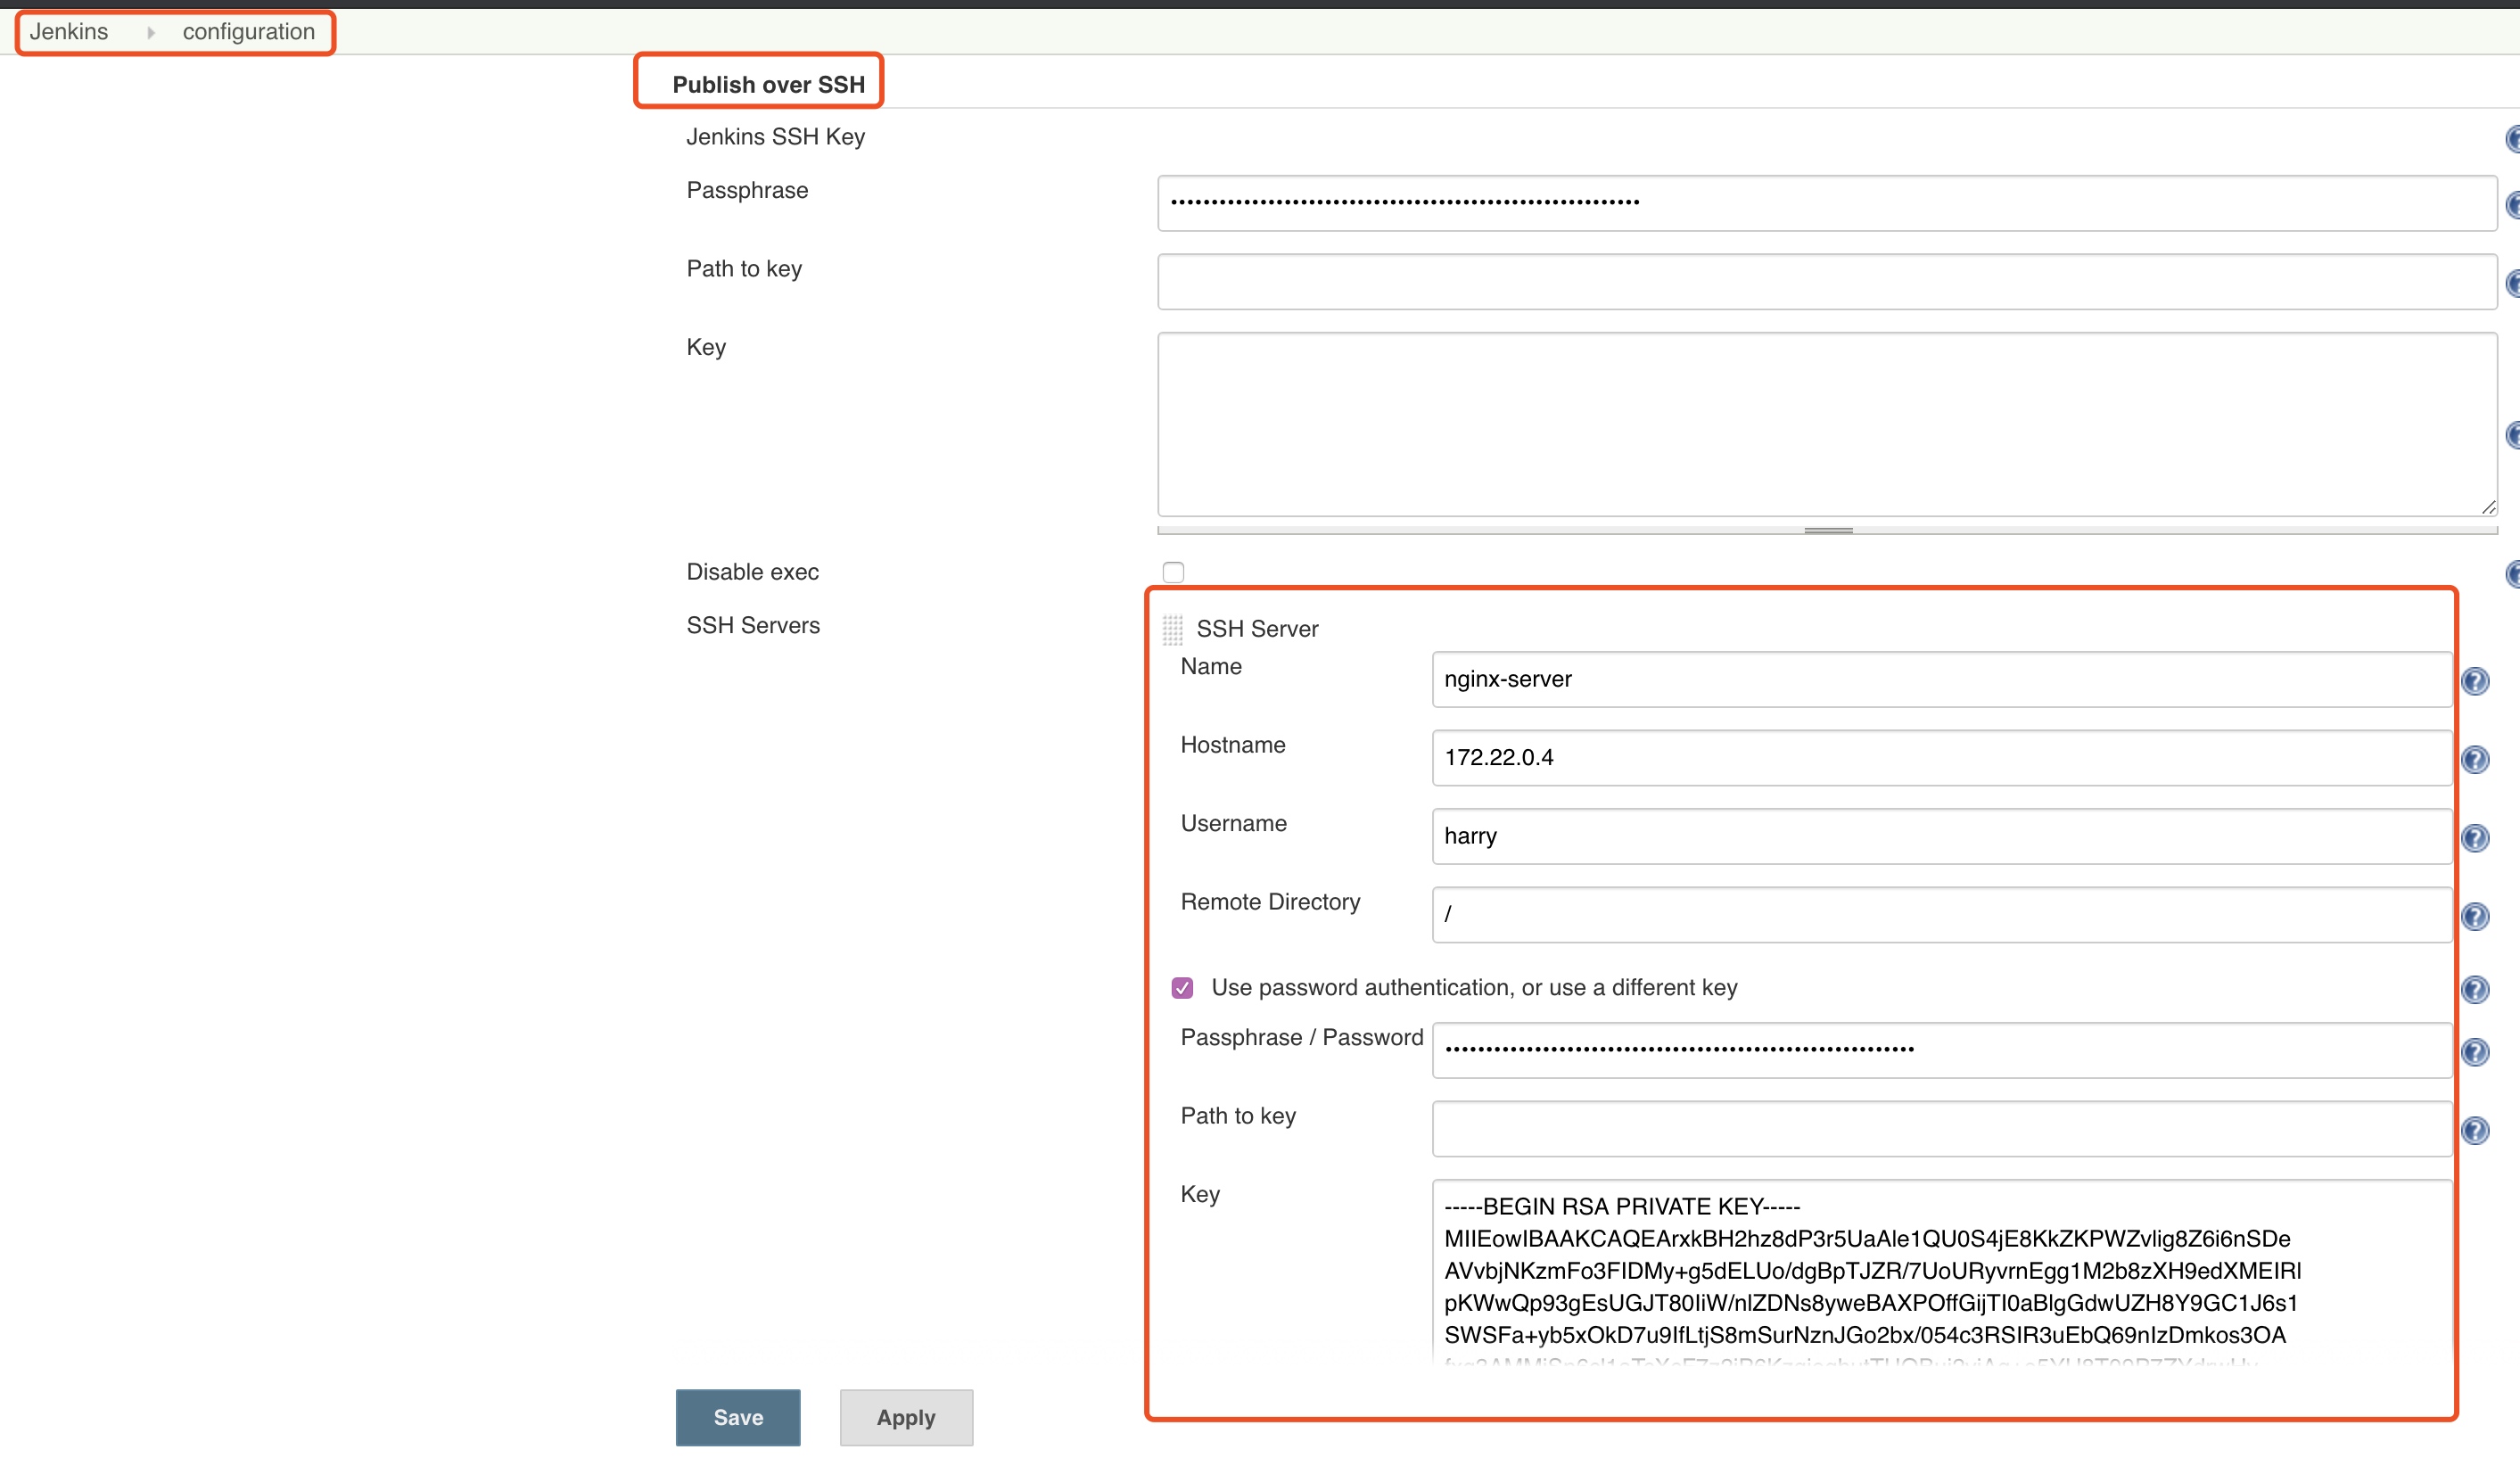 Jenkins configuration
Publish over SSH
Jenkins SSH Key
Passphrase
Path to key
Key
Disable exec
SSH Servers
SSH Server
Name
nginx-server
Hostname
172.22.0.4
Username
harry
Remote Directory
/
Use password authentication, or use a different key
Passphrase / Password
Path to key
Key
-----BEGIN RSA PRIVATE KEY-----
MIIEowIBAAKCAQEArxkBH2hz8dP3r5UaAle1QU0S4jE8KkZKPWZvlig8Z6i6nSDe
AVvbjNKzmFo3FIDMy+g5dELUo/dgBpTJZR/7UoURyvrnEgg1M2b8zXH9edXMEIRI
pKWwQp93gEsUGJT80IiW/nlZDNs8yweBAXPOffGijTI0aBlgGdwUZH8Y9GC1J6s1
SWSFa+yb5xOkD7u9IfLtjS8mSurNznJGo2bx/054c3RSIR3uEbQ69nIzDmkos3OA
Save
Apply